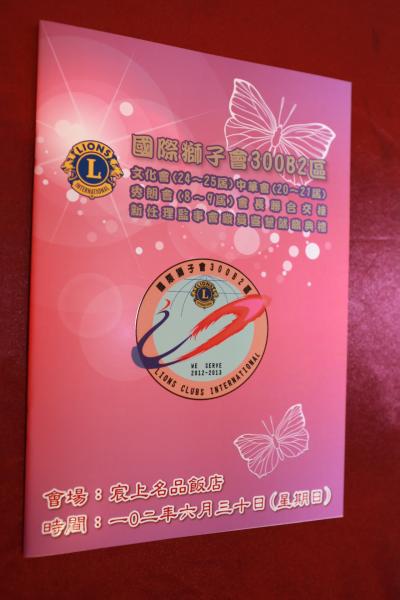 國際獅子會300B2區
LIONS
L
INTERNATIONAL
文化會(24～25屆)中華會(20～21屆)
會(8～9屆)會長聯合交接
新任理監事會職員宣誓就職典禮
國際獅子會300B2區
LIONS
L
WE SERVE
2012-2013
LIONS CLUBS INTERNATIONAL
會場：宸上名品飯店
時間：一0二年六月三十日(星期日)